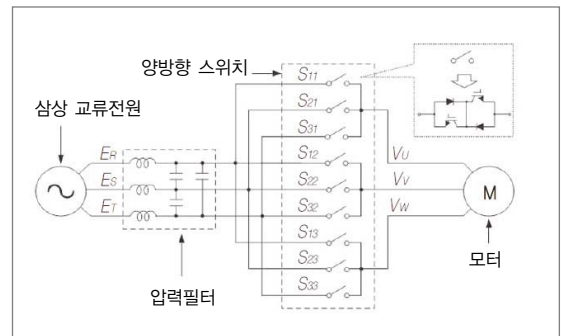 양방향 스위치
S11
S21
삼상 교류전원
S31
ER
S12
VU
ES
S22
VV
M
ET
S32
VW
S13
S23
모터
S33
압력필터